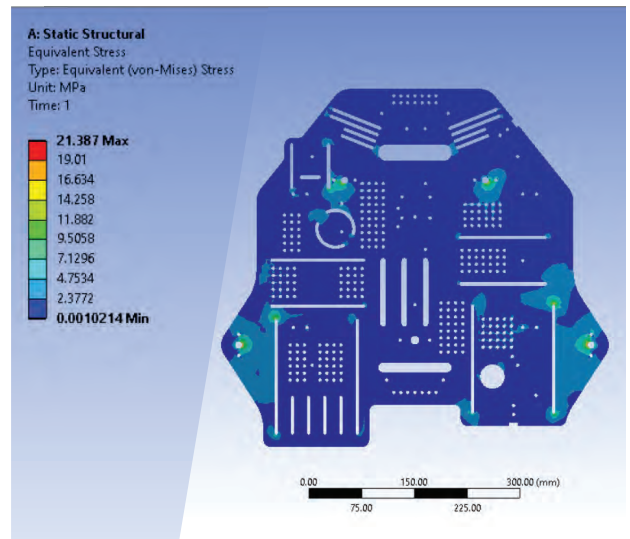 A: Static Structural
Equivalent Stress
Type: Equivalent (von-Mises) Stress
Unit: MPa
Time: 1
21.387 Max
19.01
16.634
14.258
11.882
9.5058
7.1296
4.7534
2.3772
0.0010214 Min
0.00 150.00 300.00 (mm)
75.00 225.00